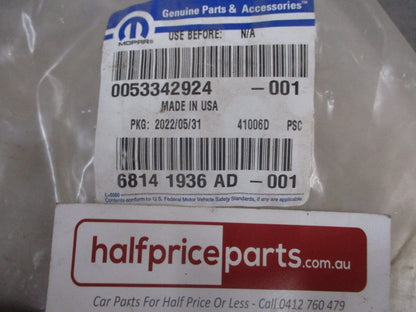 Genuine Parts & Accessories™
MOPAR®
USE BEFORE: N/A
0053342924 -001
MADE IN USA
PKG: 2022/05/31 41006D PSC
L-4080
Contents conform to U.S. Federal Motor Vehicle Safety Standards, if any are applicable.
6814 1936 AD -001
halfpriceparts.com.au
Car Parts For Half Price Or Less - Call 0412 760 479